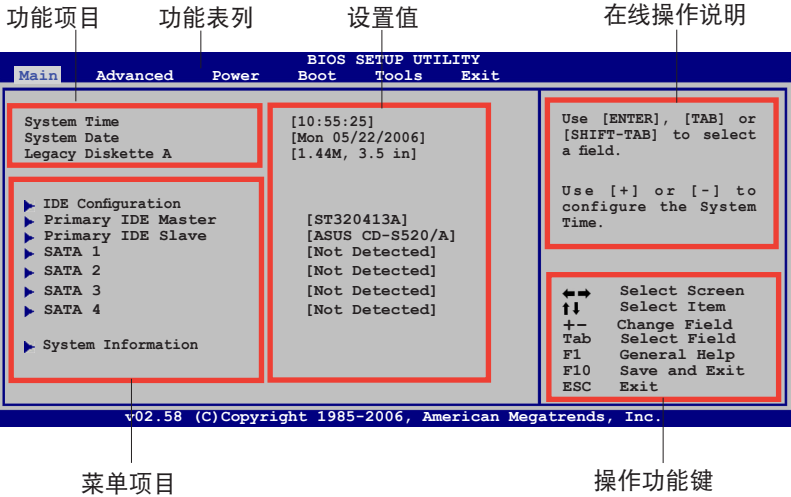 功能项目 功能表列 设置值 在线操作说明
BIOS SETUP UTILITY
Main Advanced Power Boot Tools Exit
System Time [10:55:25]
System Date [Mon 05/22/2006]
Legacy Diskette A [1.44M, 3.5 in]
IDE Configuration
Primary IDE Master [ST320413A]
Primary IDE Slave [ASUS CD-S520/A]
SATA 1 [Not Detected]
SATA 2 [Not Detected]
SATA 3 [Not Detected]
SATA 4 [Not Detected]
System Information
Use [ENTER], [TAB] or
[SHIFT-TAB] to select
a field.
Use [+] or [-] to
configure the System
Time.
←→ Select Screen
↑↓ Select Item
+- Change Field
Tab Select Field
F1 General Help
F10 Save and Exit
ESC Exit
v02.58 (C)Copyright 1985-2006, American Megatrends, Inc.
菜单项目 操作功能键